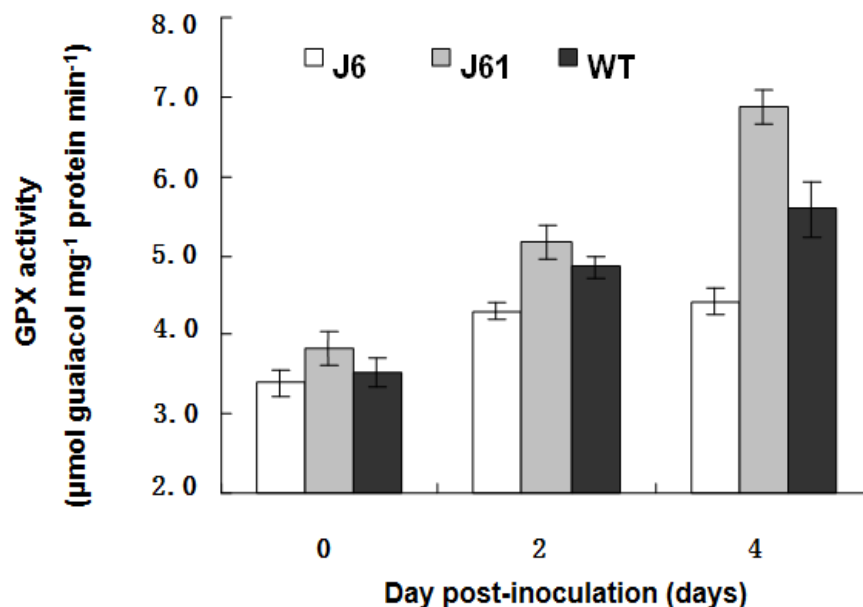 8.0
7.0
6.0
5.0
4.0
3.0
2.0
GPX activity
(µmol guaiacol mg⁻¹ protein min⁻¹)
J6 J61 WT
0 2 4
Day post-inoculation (days)